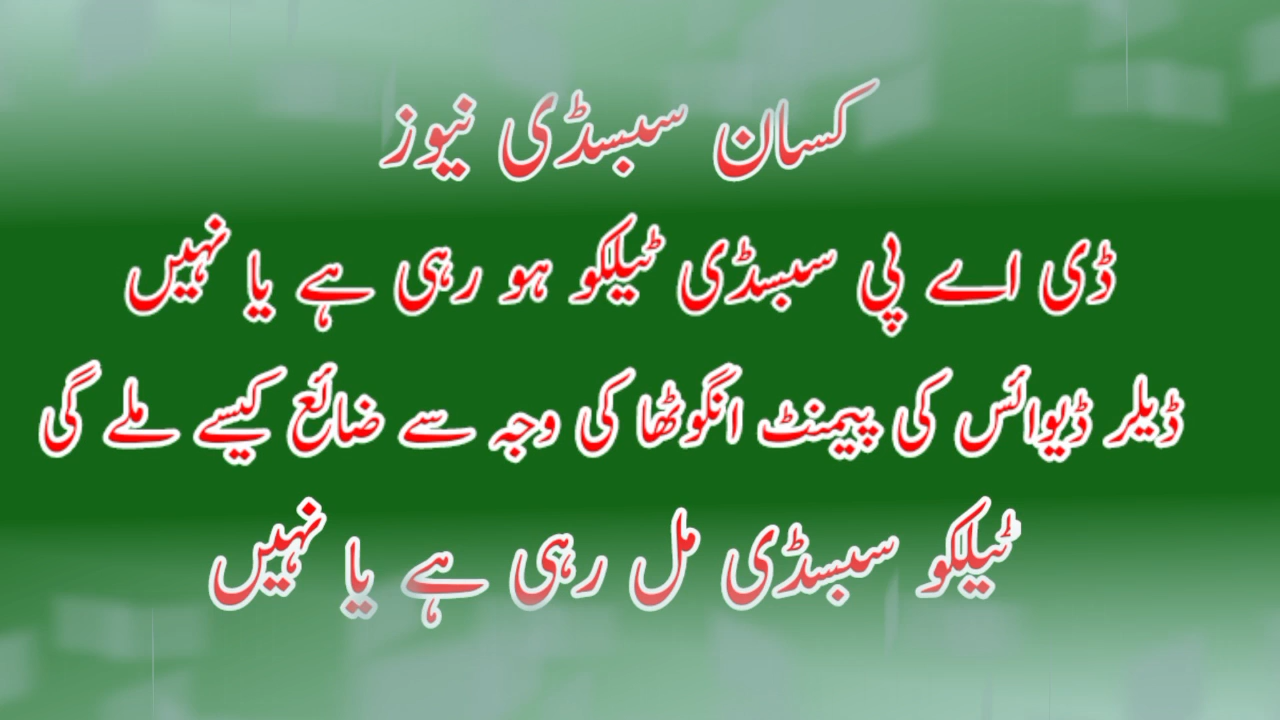 کسان سبسڈی نیوز
ڈی اے پی سبسڈی ٹیلکو ہو رہی ہے یا نہیں
ڈیلر ڈیوائس کی پیمنٹ انگوٹھا کی وجہ سے ضائع کیسے ملے گی
ٹیلکو سبسڈی مل رہی ہے یا نہیں